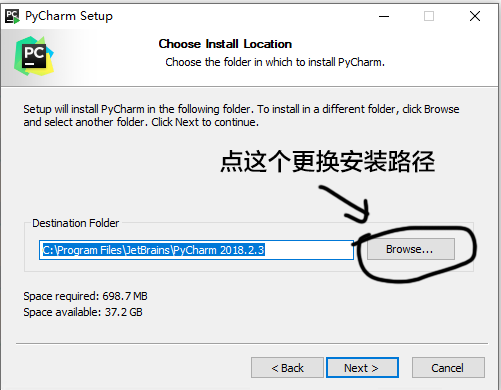 PyCharm Setup
PC
Choose Install Location
Choose the folder in which to install PyCharm.
Setup will install PyCharm in the following folder. To install in a different folder, click Browse
and select another folder. Click Next to continue.
点这个更换安装路径
Destination Folder
C:\Program Files\JetBrains\PyCharm 2018.2.3
Browse...
Space required: 698.7 MB
Space available: 37.2 GB
< Back
Next >
Cancel